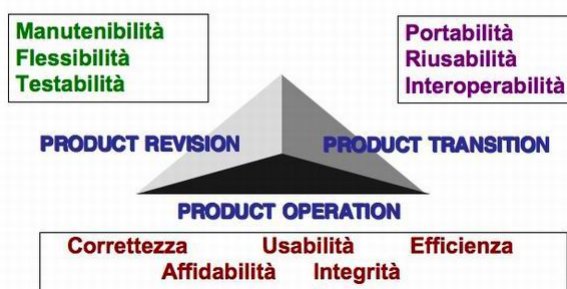 Manutenibilità
Flessibilità
Testabilità
Portabilità
Riusabilità
Interoperabilità
PRODUCT REVISION
PRODUCT TRANSITION
PRODUCT OPERATION
Correttezza Usabilità Efficienza
Affidabilità Integrità